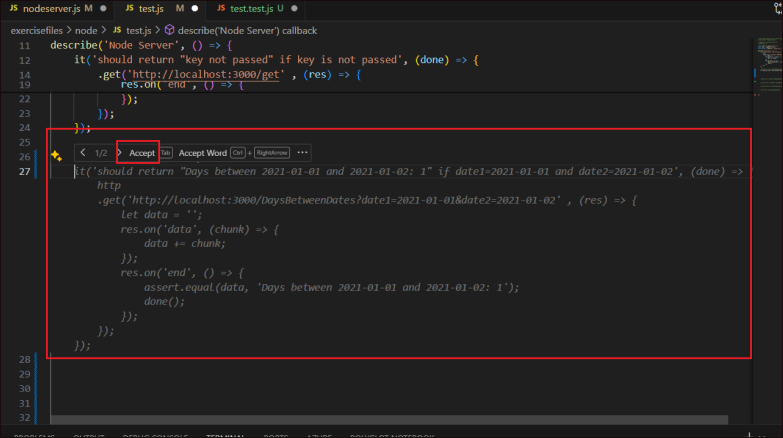 JS nodeserver.js M JS test.js M JS test.test.js U
exercisefiles > node > JS test.js > describe('Node Server') callback
11 describe('Node Server', () => {
12 it('should return "key not passed" if key is not passed', (done) => {
14 .get('http://localhost:3000/get' , (res) => {
19 res.on('end', () => {
22 });
23 });
24 });
25
< 1/2 > Accept Tab Accept Word Ctrl + RightArrow ...
26
27 it('should return "Days between 2021-01-01 and 2021-01-02: 1" if date1=2021-01-01 and date2=2021-01-02', (done) =>
http
.get('http://localhost:3000/DaysBetweenDates?date1=2021-01-01&date2=2021-01-02' , (res) => {
let data = '';
res.on('data', (chunk) => {
data += chunk;
});
res.on('end', () => {
assert.equal(data, 'Days between 2021-01-01 and 2021-01-02: 1');
done();
});
});
});
28
29
30
31
32
PROBLEMS OUTPUT DEBUG CONSOLE TERMINAL PORTS AZURE POLYGLOT NOTEBOOK